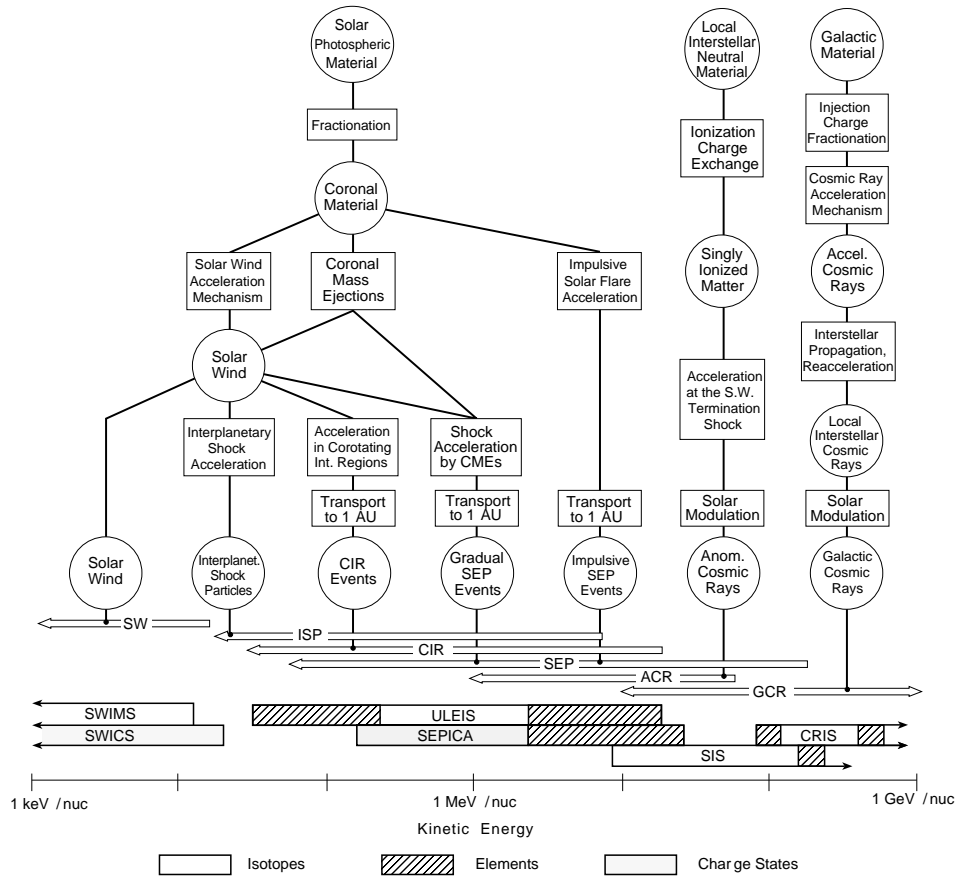 Solar
Photospheric
Material
Local
Interstellar
Neutral
Material
Galactic
Material
Fractionation
Ionization
Charge
Exchange
Injection
Charge
Fractionation
Coronal
Material
Cosmic Ray
Acceleration
Mechanism
Solar Wind
Acceleration
Mechanism
Coronal
Mass
Ejections
Impulsive
Solar Flare
Acceleration
Singly
Ionized
Matter
Accel.
Cosmic
Rays
Solar
Wind
Interstellar
Propagation,
Reacceleration
Acceleration
at the S.W.
Termination
Shock
Interplanetary
Shock
Acceleration
Acceleration
in Corotating
Int. Regions
Shock
Acceleration
by CMEs
Local
Interstellar
Cosmic
Rays
Transport
to 1 AU
Transport
to 1 AU
Transport
to 1 AU
Solar
Modulation
Solar
Modulation
Solar
Wind
Interplanet.
Shock
Particles
CIR
Events
Gradual
SEP
Events
Impulsive
SEP
Events
Anom.
Cosmic
Rays
Galactic
Cosmic
Rays
SW
ISP
CIR
SEP
ACR
GCR
SWIMS
ULEIS
SWICS
SEPICA
CRIS
SIS
1 keV / nuc
1 MeV / nuc
1 GeV / nuc
Kinetic Energy
Isotopes
Elements
Charge States